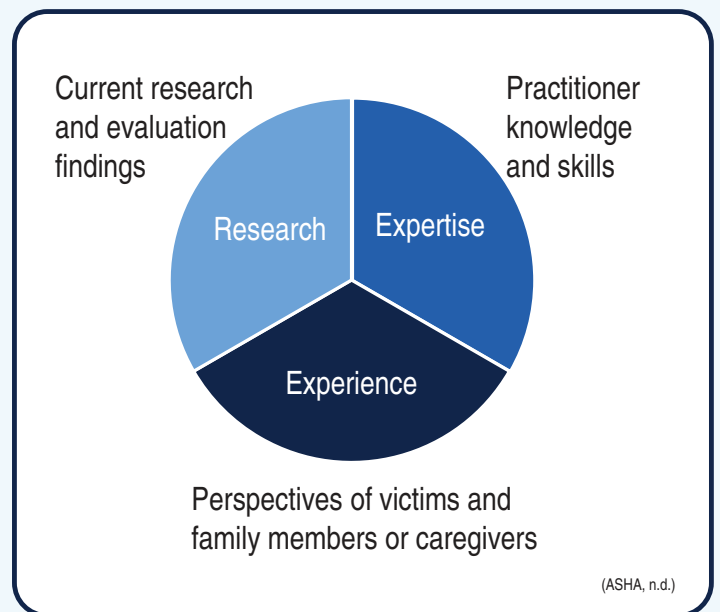 Current research
and evaluation
findings
Practitioner
knowledge
and skills
Research
Expertise
Experience
Perspectives of victims and
family members or caregivers
(ASHA, n.d.)